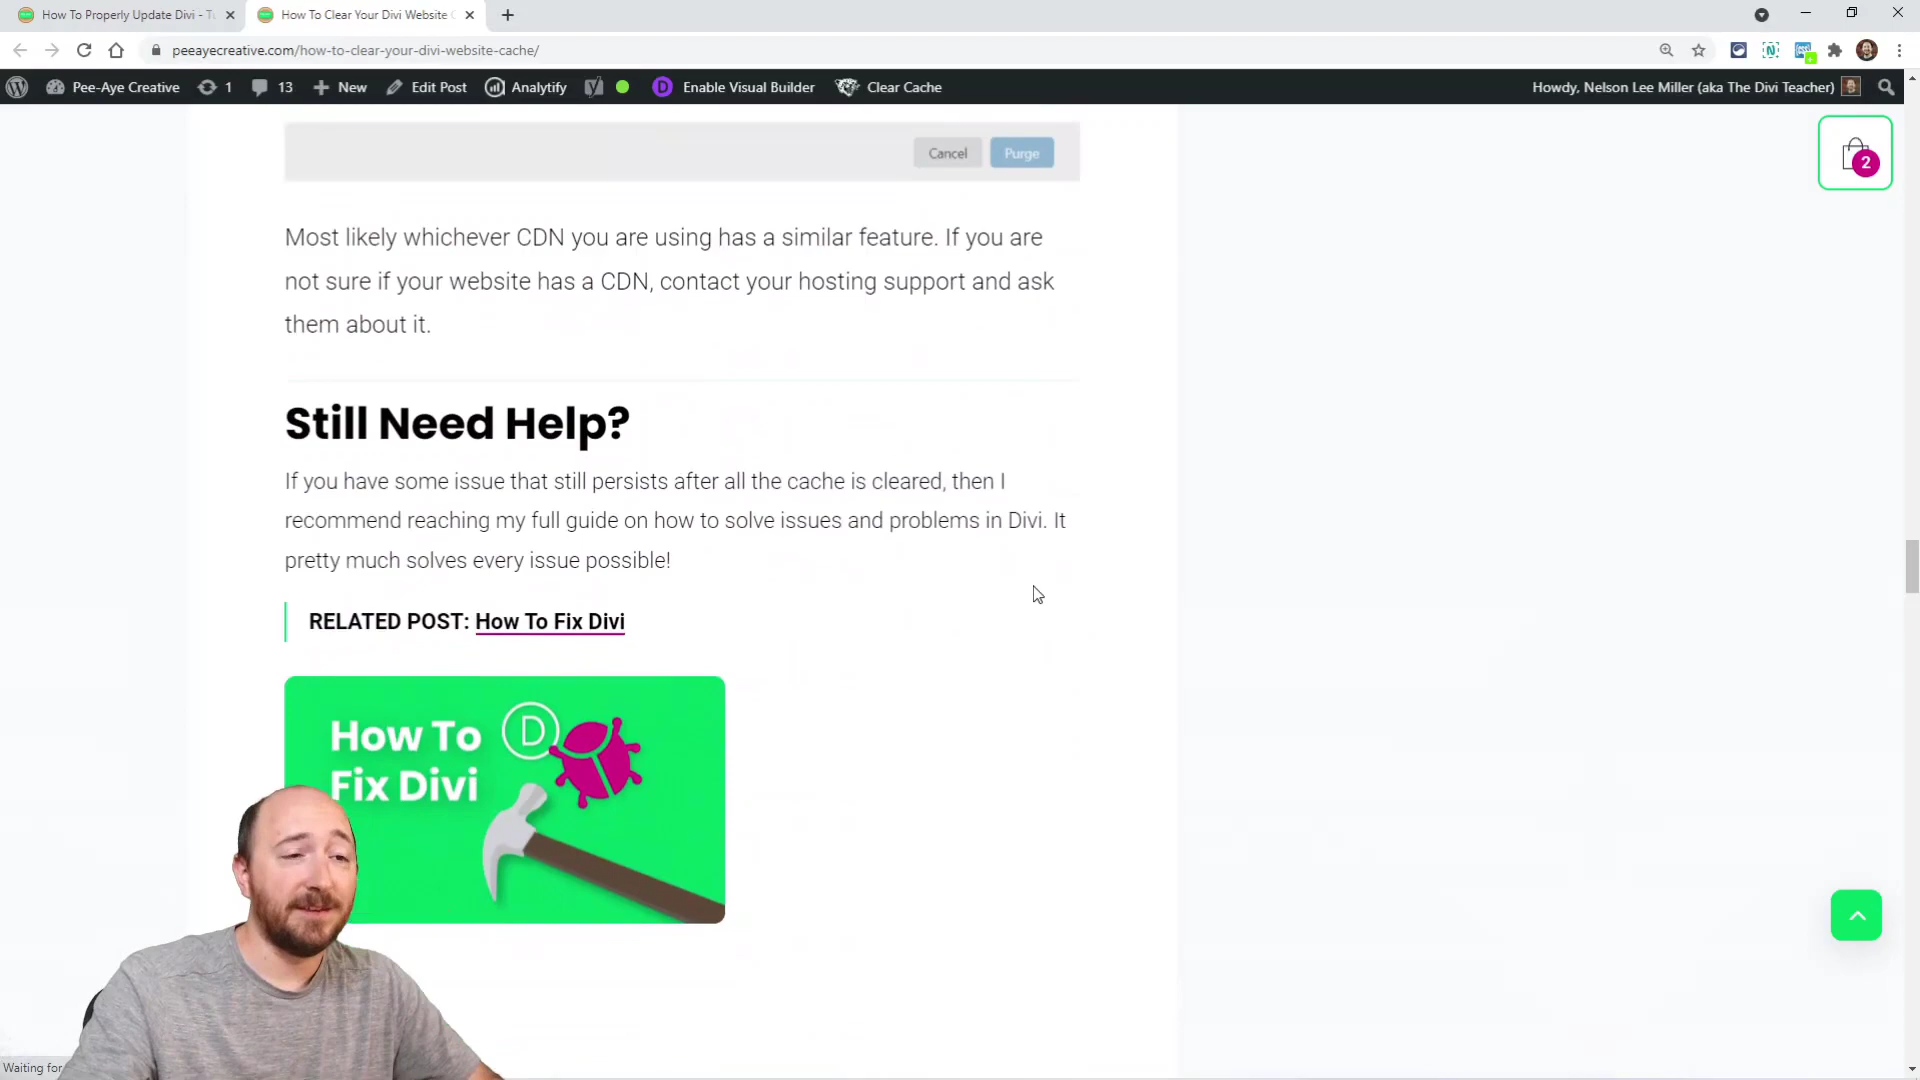 How To Properly Update Divi - Tu
How To Clear Your Divi Website C
peeayecreative.com/how-to-clear-your-divi-website-cache/
Pee-Aye Creative 1 13 New Edit Post Analytify Enable Visual Builder Clear Cache Howdy, Nelson Lee Miller (aka The Divi Teacher)
2
Cancel Purge
Most likely whichever CDN you are using has a similar feature. If you are
not sure if your website has a CDN, contact your hosting support and ask
them about it.
Still Need Help?
If you have some issue that still persists after all the cache is cleared, then I
recommend reaching my full guide on how to solve issues and problems in Divi. It
pretty much solves every issue possible!
RELATED POST: How To Fix Divi
How To D
Fix Divi
Waiting for